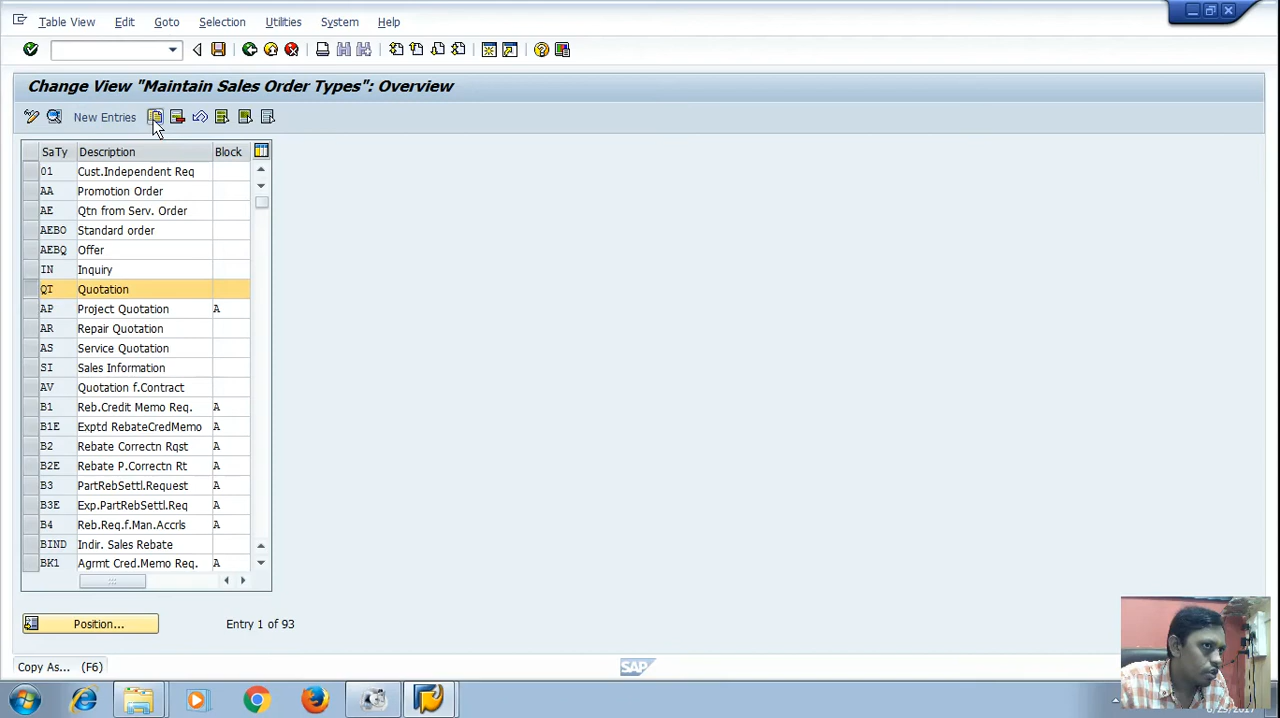 Table View Edit Goto Selection Utilities System Help
Change View "Maintain Sales Order Types": Overview
New Entries
SaTy Description Block
01 Cust.Independent Req
AA Promotion Order
AE Qtn from Serv. Order
AEBO Standard order
AEBQ Offer
IN Inquiry
QT Quotation
AP Project Quotation A
AR Repair Quotation
AS Service Quotation
SI Sales Information
AV Quotation f.Contract
B1 Reb.Credit Memo Req. A
B1E Exptd RebateCredMemo A
B2 Rebate Correctn Rqst A
B2E Rebate P.Correctn Rt A
B3 PartRebSettl.Request A
B3E Exp.PartRebSettl.Req A
B4 Reb.Req.f.Man.Accrls A
BIND Indir. Sales Rebate
BK1 Agrmt Cred.Memo Req. A
Position... Entry 1 of 93
Copy As... (F6) SAP